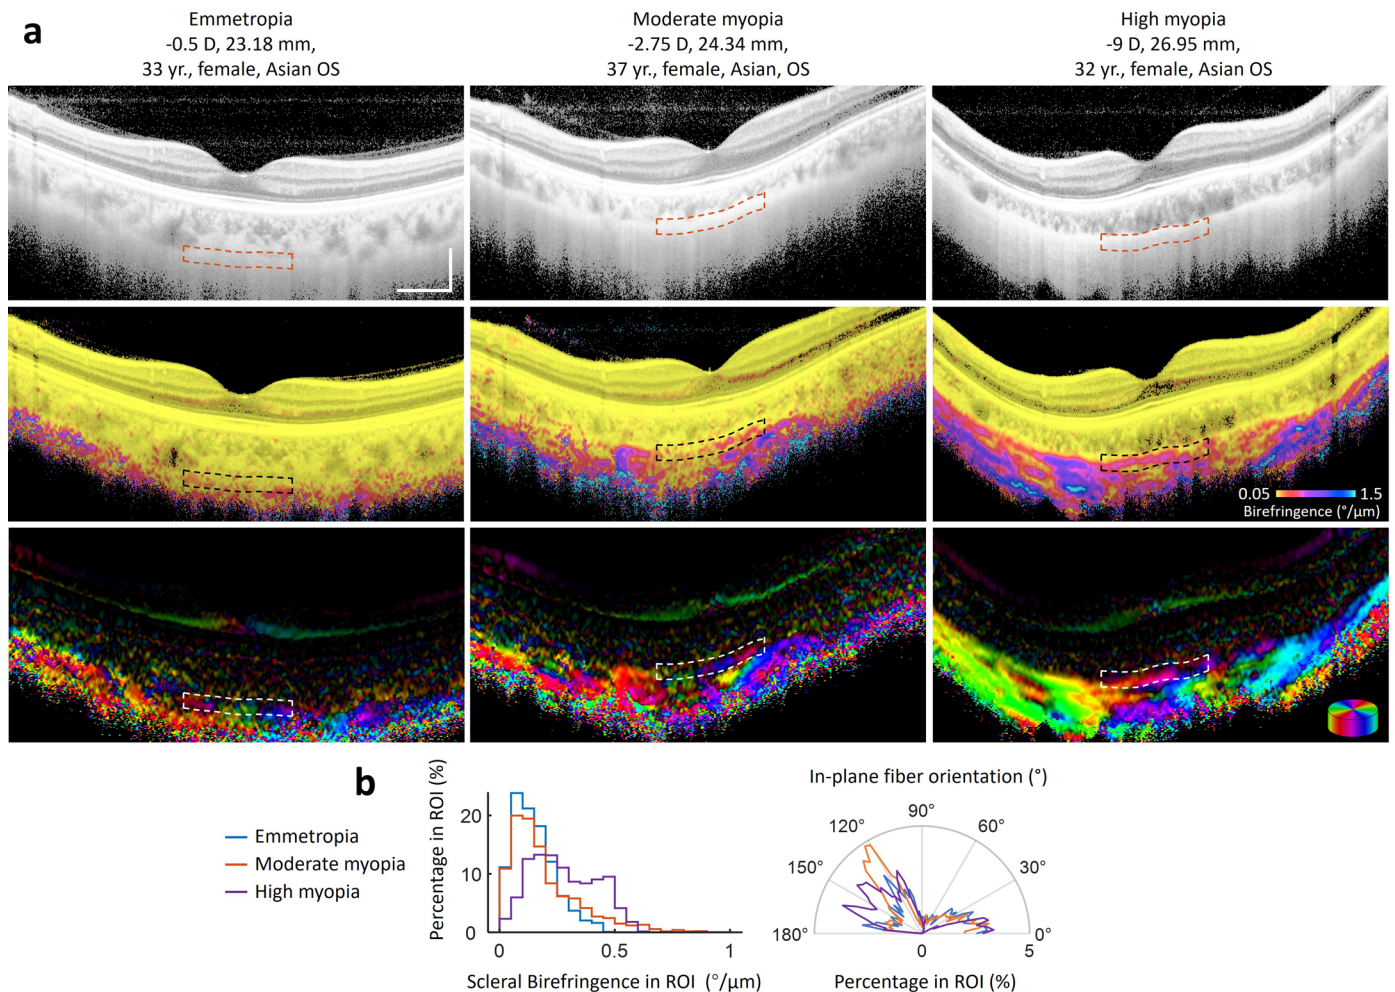 a
Emmetropia
-0.5 D, 23.18 mm,
33 yr., female, Asian OS
Moderate myopia
-2.75 D, 24.34 mm,
37 yr., female, Asian, OS
High myopia
-9 D, 26.95 mm,
32 yr., female, Asian OS
0.05 1.5
Birefringence (°/µm)
b
Emmetropia
Moderate myopia
High myopia
Percentage in ROI (%)
20
10
0
0 0.5 1
Scleral Birefringence in ROI (°/µm)
In-plane fiber orientation (°)
90°
120° 60°
150° 30°
180° 0°
0 5
Percentage in ROI (%)